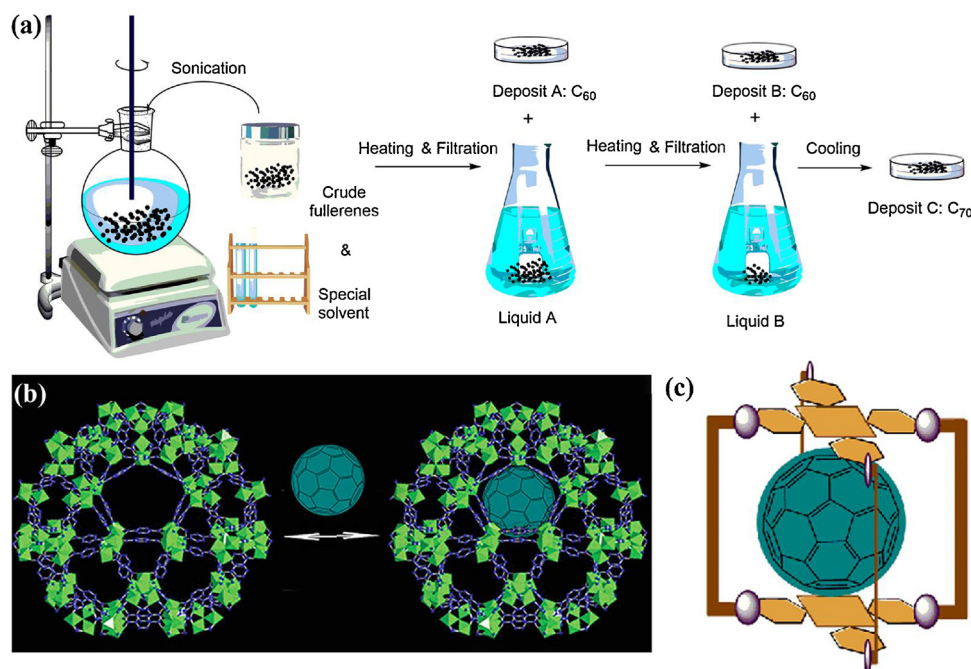 (a)
Sonication
Crude
fullerenes
&
Special
solvent
Heating & Filtration
Deposit A: C₆₀
+
Liquid A
Heating & Filtration
Deposit B: C₆₀
+
Liquid B
Cooling
Deposit C: C₇₀
(b)
(c)